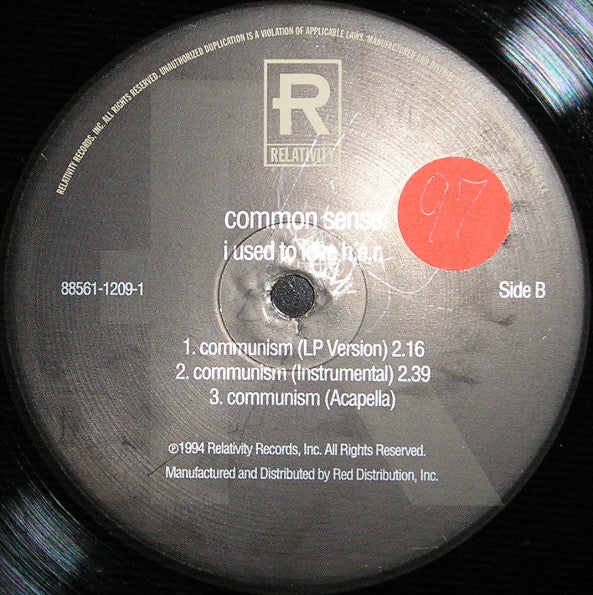 RELATIVITY RECORDS, INC. ALL RIGHTS RESERVED. UNAUTHORIZED DUPLICATION IS A VIOLATION OF APPLICABLE LAWS. MANUFACTURED AND
R
RELATIVITY
97
common sense
i used to love h.e.r.
88561-1209-1
Side B
1. communism (LP Version) 2.16
2. communism (Instrumental) 2.39
3. communism (Acapella)
℗1994 Relativity Records, Inc. All Rights Reserved.
Manufactured and Distributed by Red Distribution, Inc.